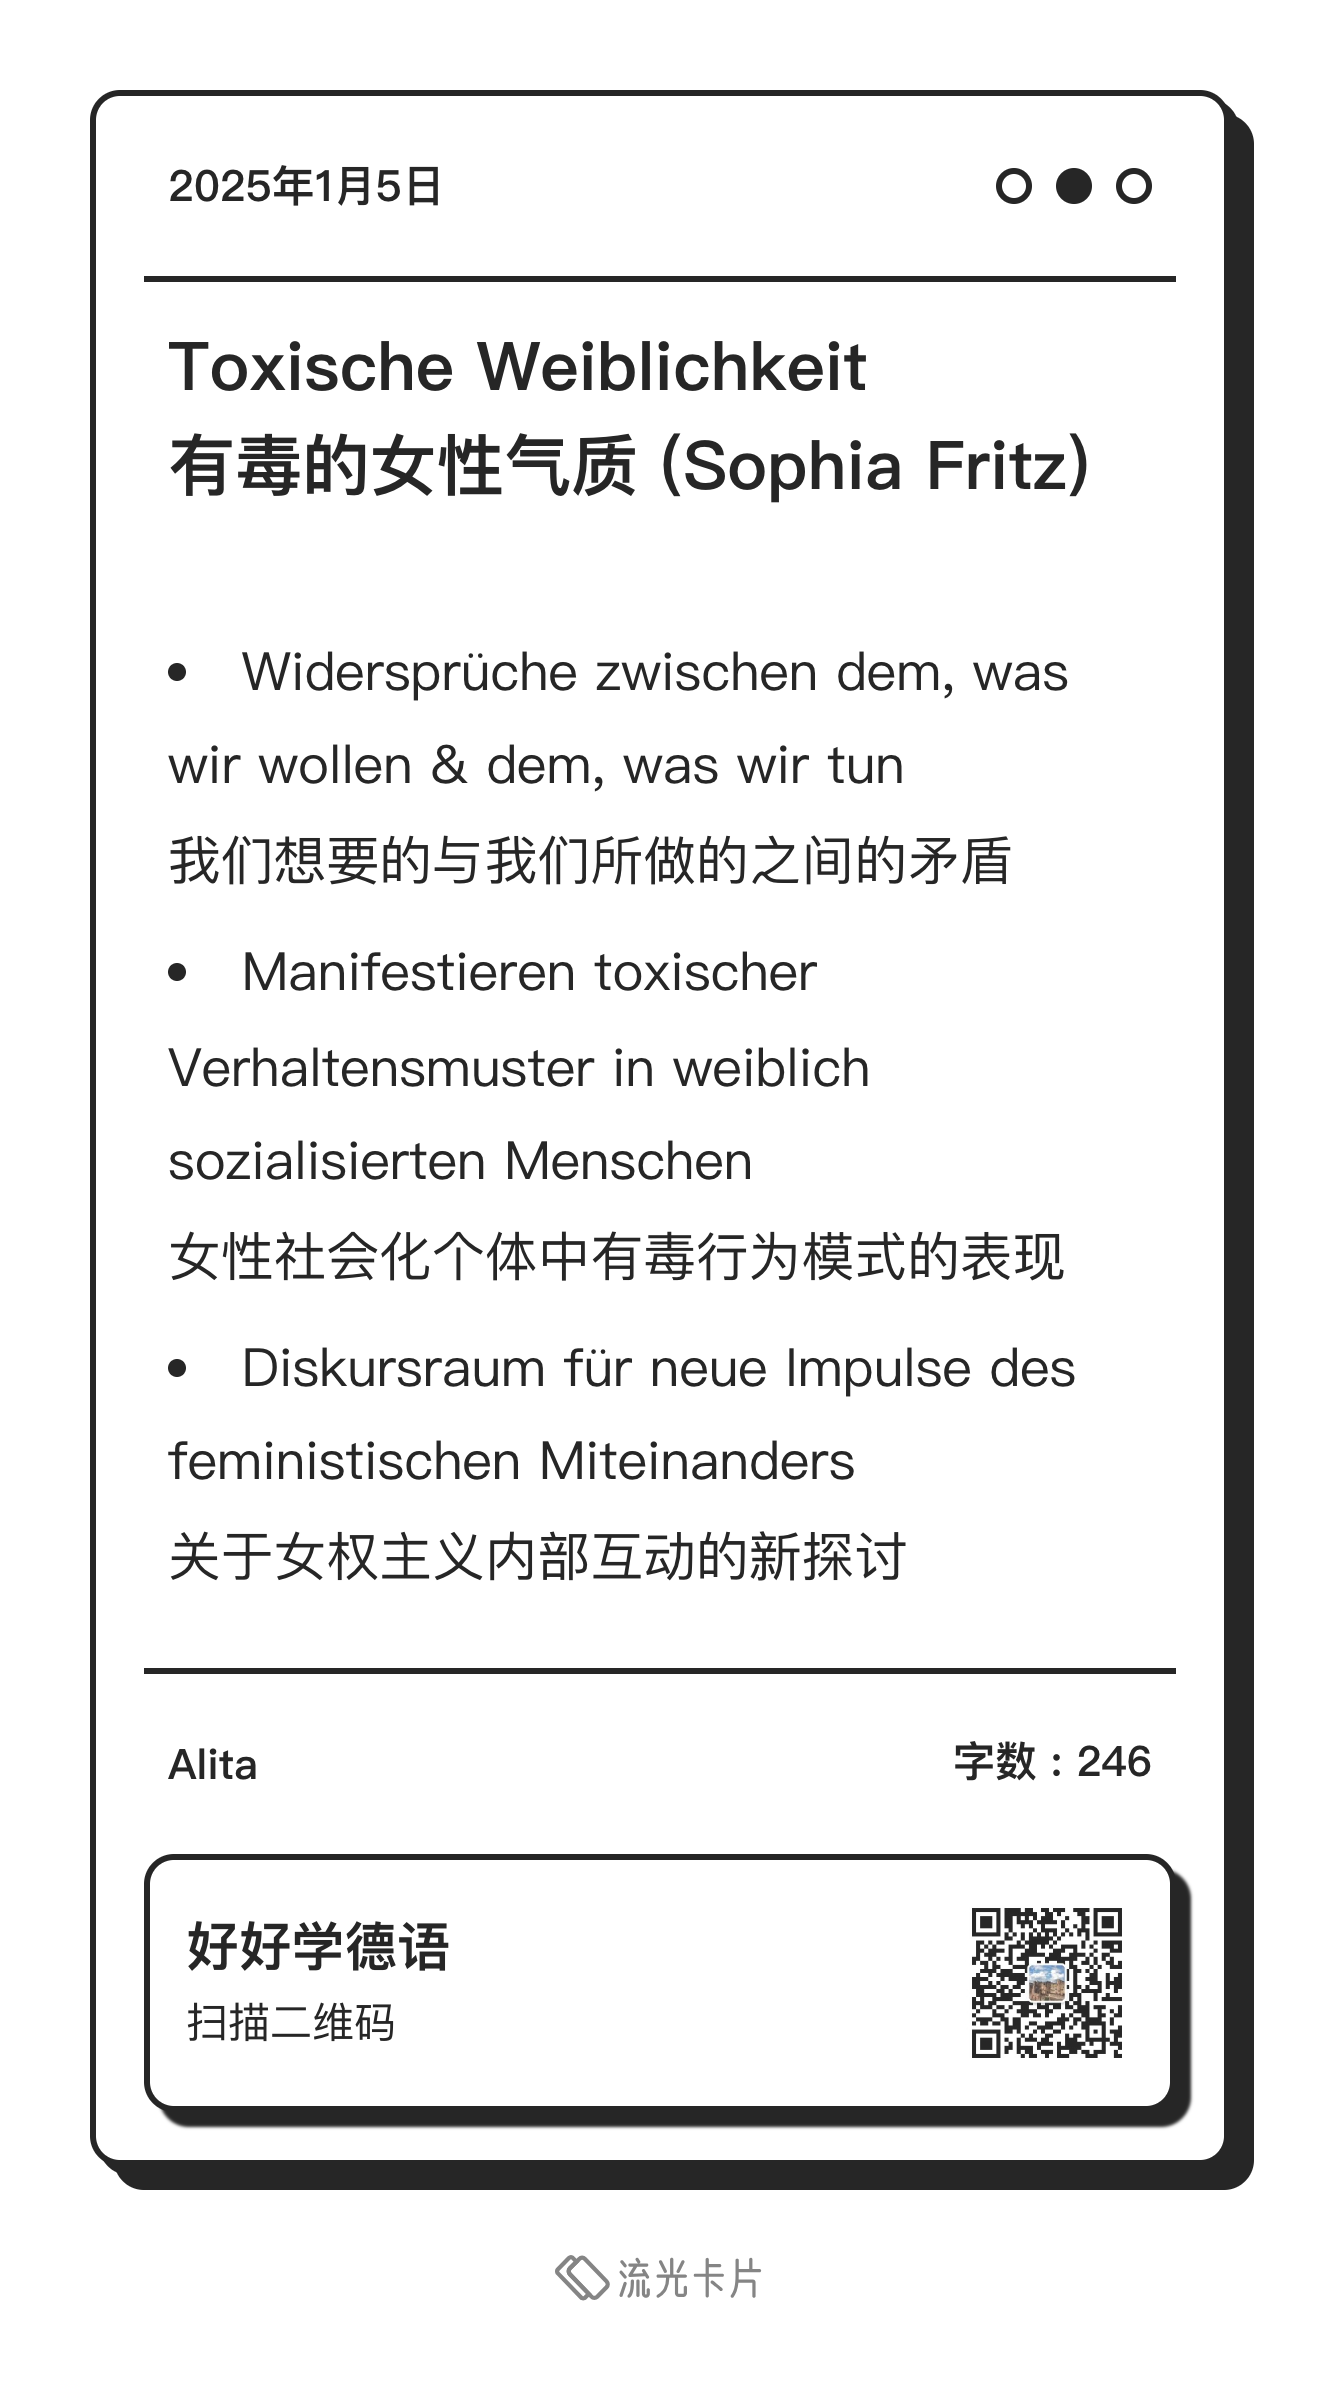 2025年1月5日
Toxische Weiblichkeit
有毒的女性气质 (Sophia Fritz)
• Widersprüche zwischen dem, was
wir wollen & dem, was wir tun
我们想要的与我们所做的之间的矛盾
• Manifestieren toxischer
Verhaltensmuster in weiblich
sozialisierten Menschen
女性社会化个体中有毒行为模式的表现
• Diskursraum für neue Impulse des
feministischen Miteinanders
关于女权主义内部互动的新探讨
Alita
字数：246
好好学德语
扫描二维码
流光卡片